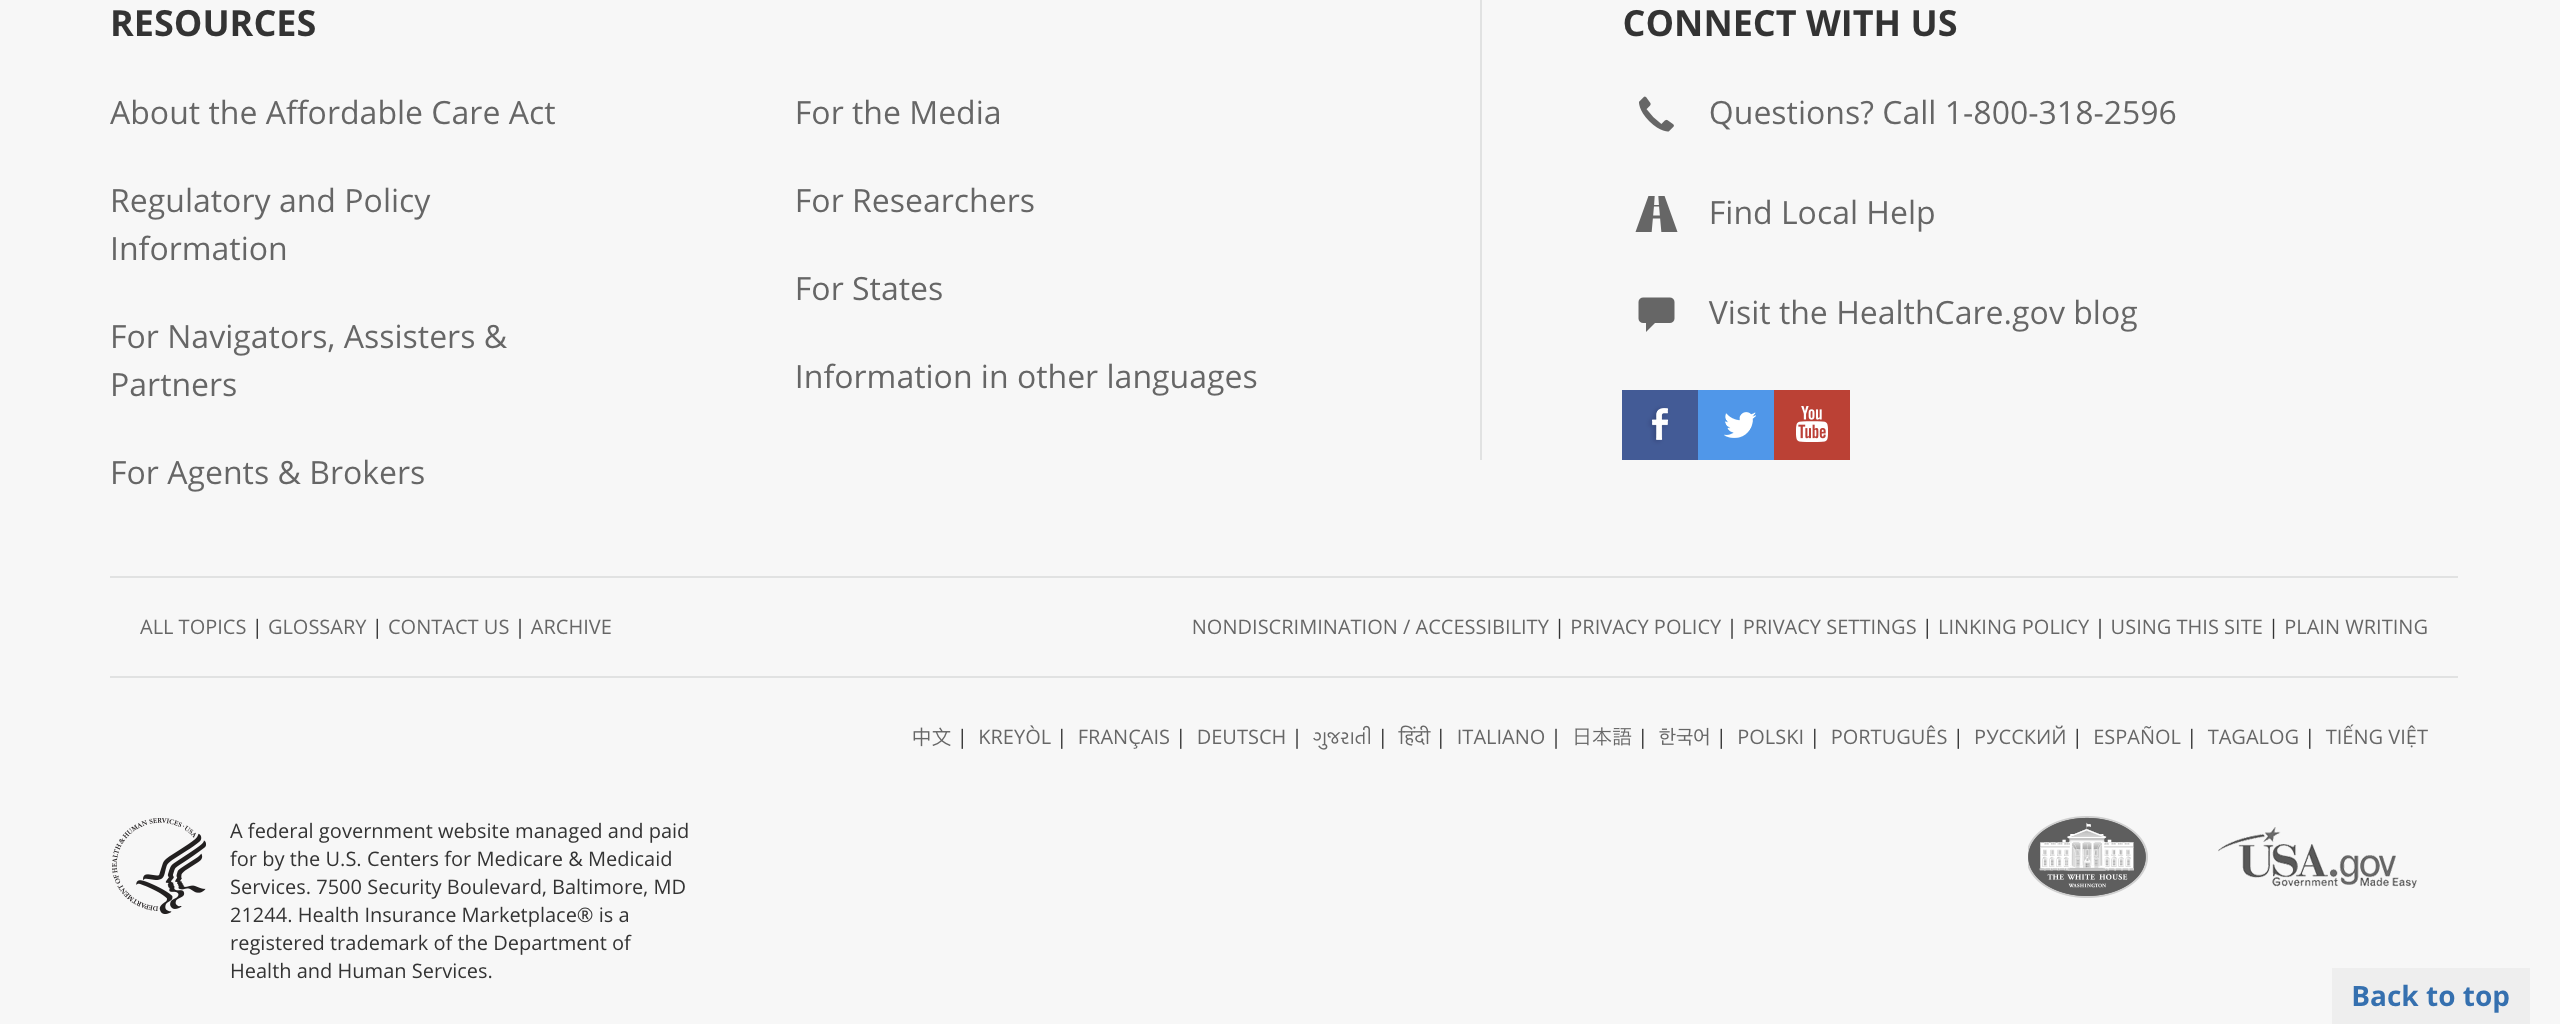 RESOURCES
About the Affordable Care Act
Regulatory and Policy
Information
For Navigators, Assisters &
Partners
For Agents & Brokers
For the Media
For Researchers
For States
Information in other languages
CONNECT WITH US
Questions? Call 1-800-318-2596
Find Local Help
Visit the HealthCare.gov blog
f
You
Tube
ALL TOPICS | GLOSSARY | CONTACT US | ARCHIVE
NONDISCRIMINATION / ACCESSIBILITY | PRIVACY POLICY | PRIVACY SETTINGS | LINKING POLICY | USING THIS SITE | PLAIN WRITING
中文 | KREYÒL | FRANÇAIS | DEUTSCH | ગુજરાતી | हिंदी | ITALIANO | 日本語 | 한국어 | POLSKI | PORTUGUÊS | РУССКИЙ | ESPAÑOL | TAGALOG | TIẾNG VIỆT
DEPARTMENT OF HEALTH & HUMAN SERVICES · USA
A federal government website managed and paid
for by the U.S. Centers for Medicare & Medicaid
Services. 7500 Security Boulevard, Baltimore, MD
21244. Health Insurance Marketplace® is a
registered trademark of the Department of
Health and Human Services.
THE WHITE HOUSE
WASHINGTON
USA.gov
Government Made Easy
Back to top